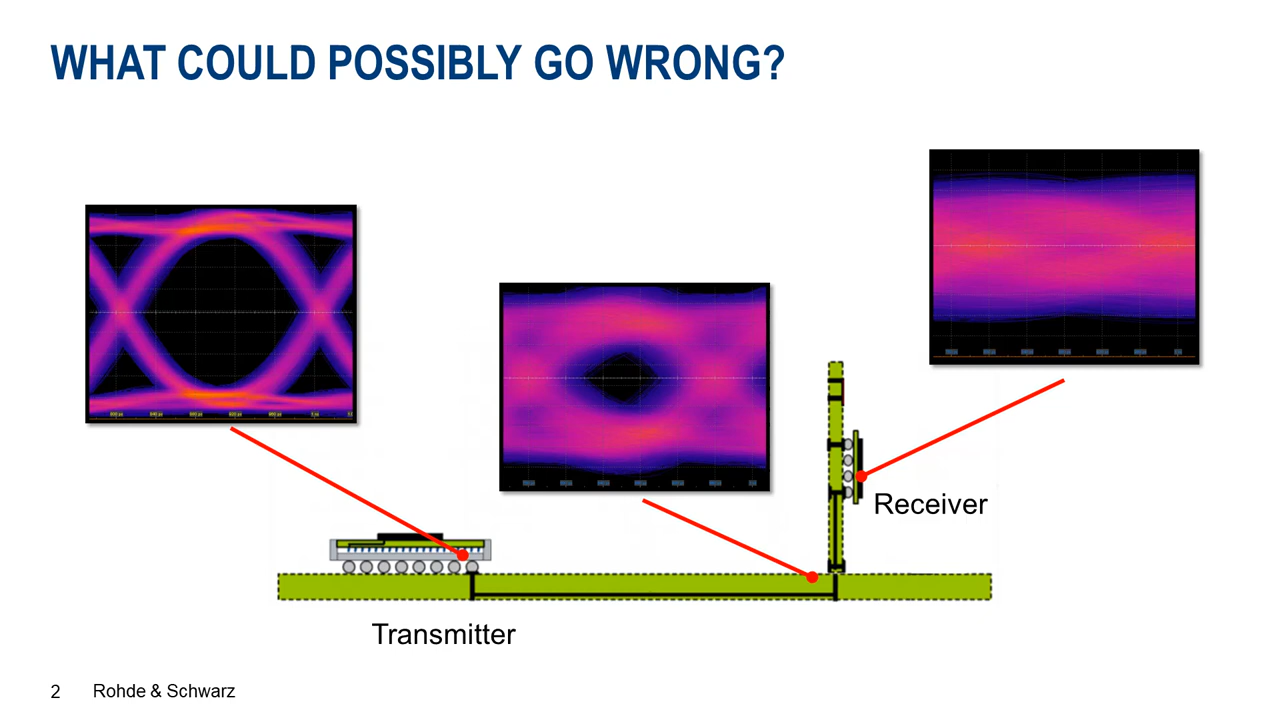 WHAT COULD POSSIBLY GO WRONG?
Receiver
Transmitter
2 Rohde & Schwarz